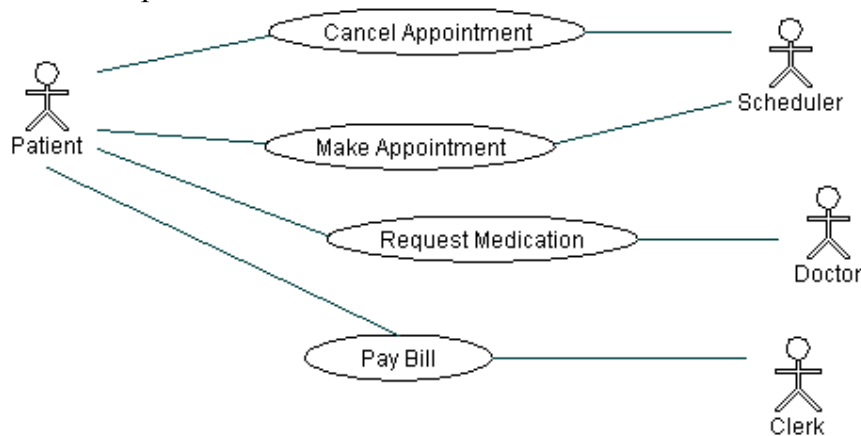 Cancel Appointment
Scheduler
Patient
Make Appointment
Request Medication
Doctor
Pay Bill
Clerk